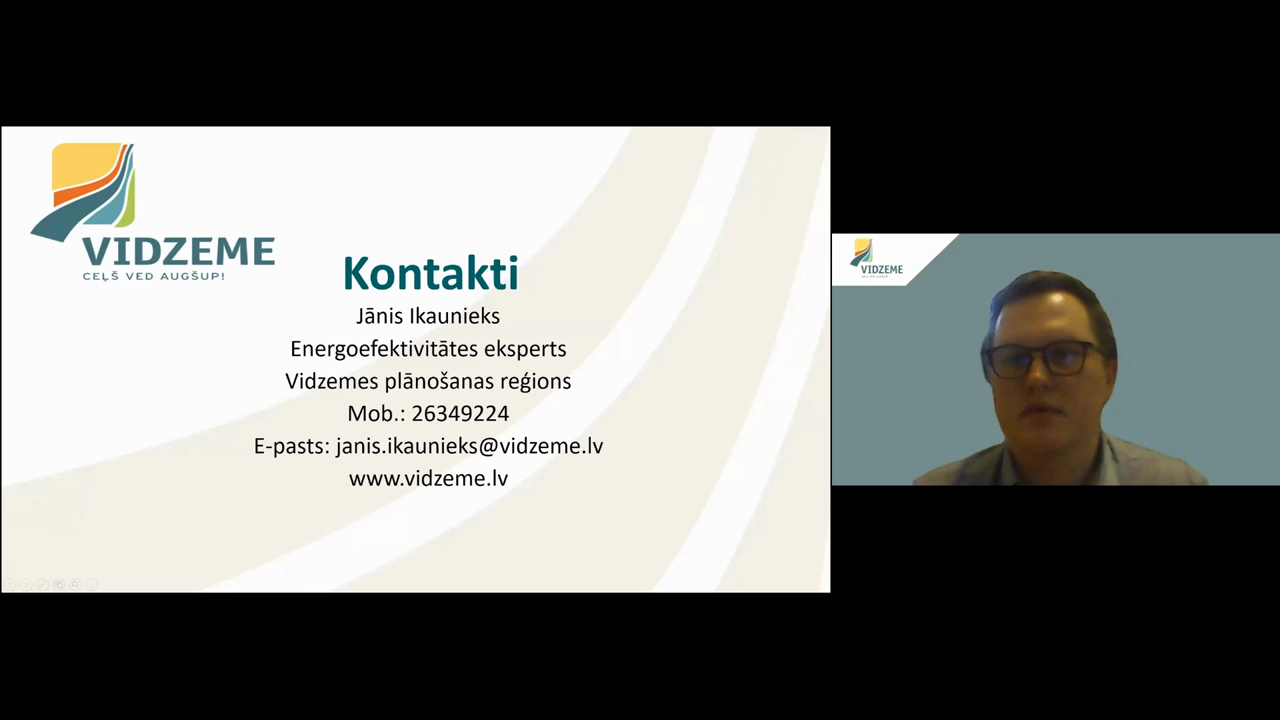 VIDZEME
CEĻŠ VED AUGŠUP!
Kontakti
Jānis Ikaunieks
Energoefektivitātes eksperts
Vidzemes plānošanas reģions
Mob.: 26349224
E-pasts: janis.ikaunieks@vidzeme.lv
www.vidzeme.lv
VIDZEME